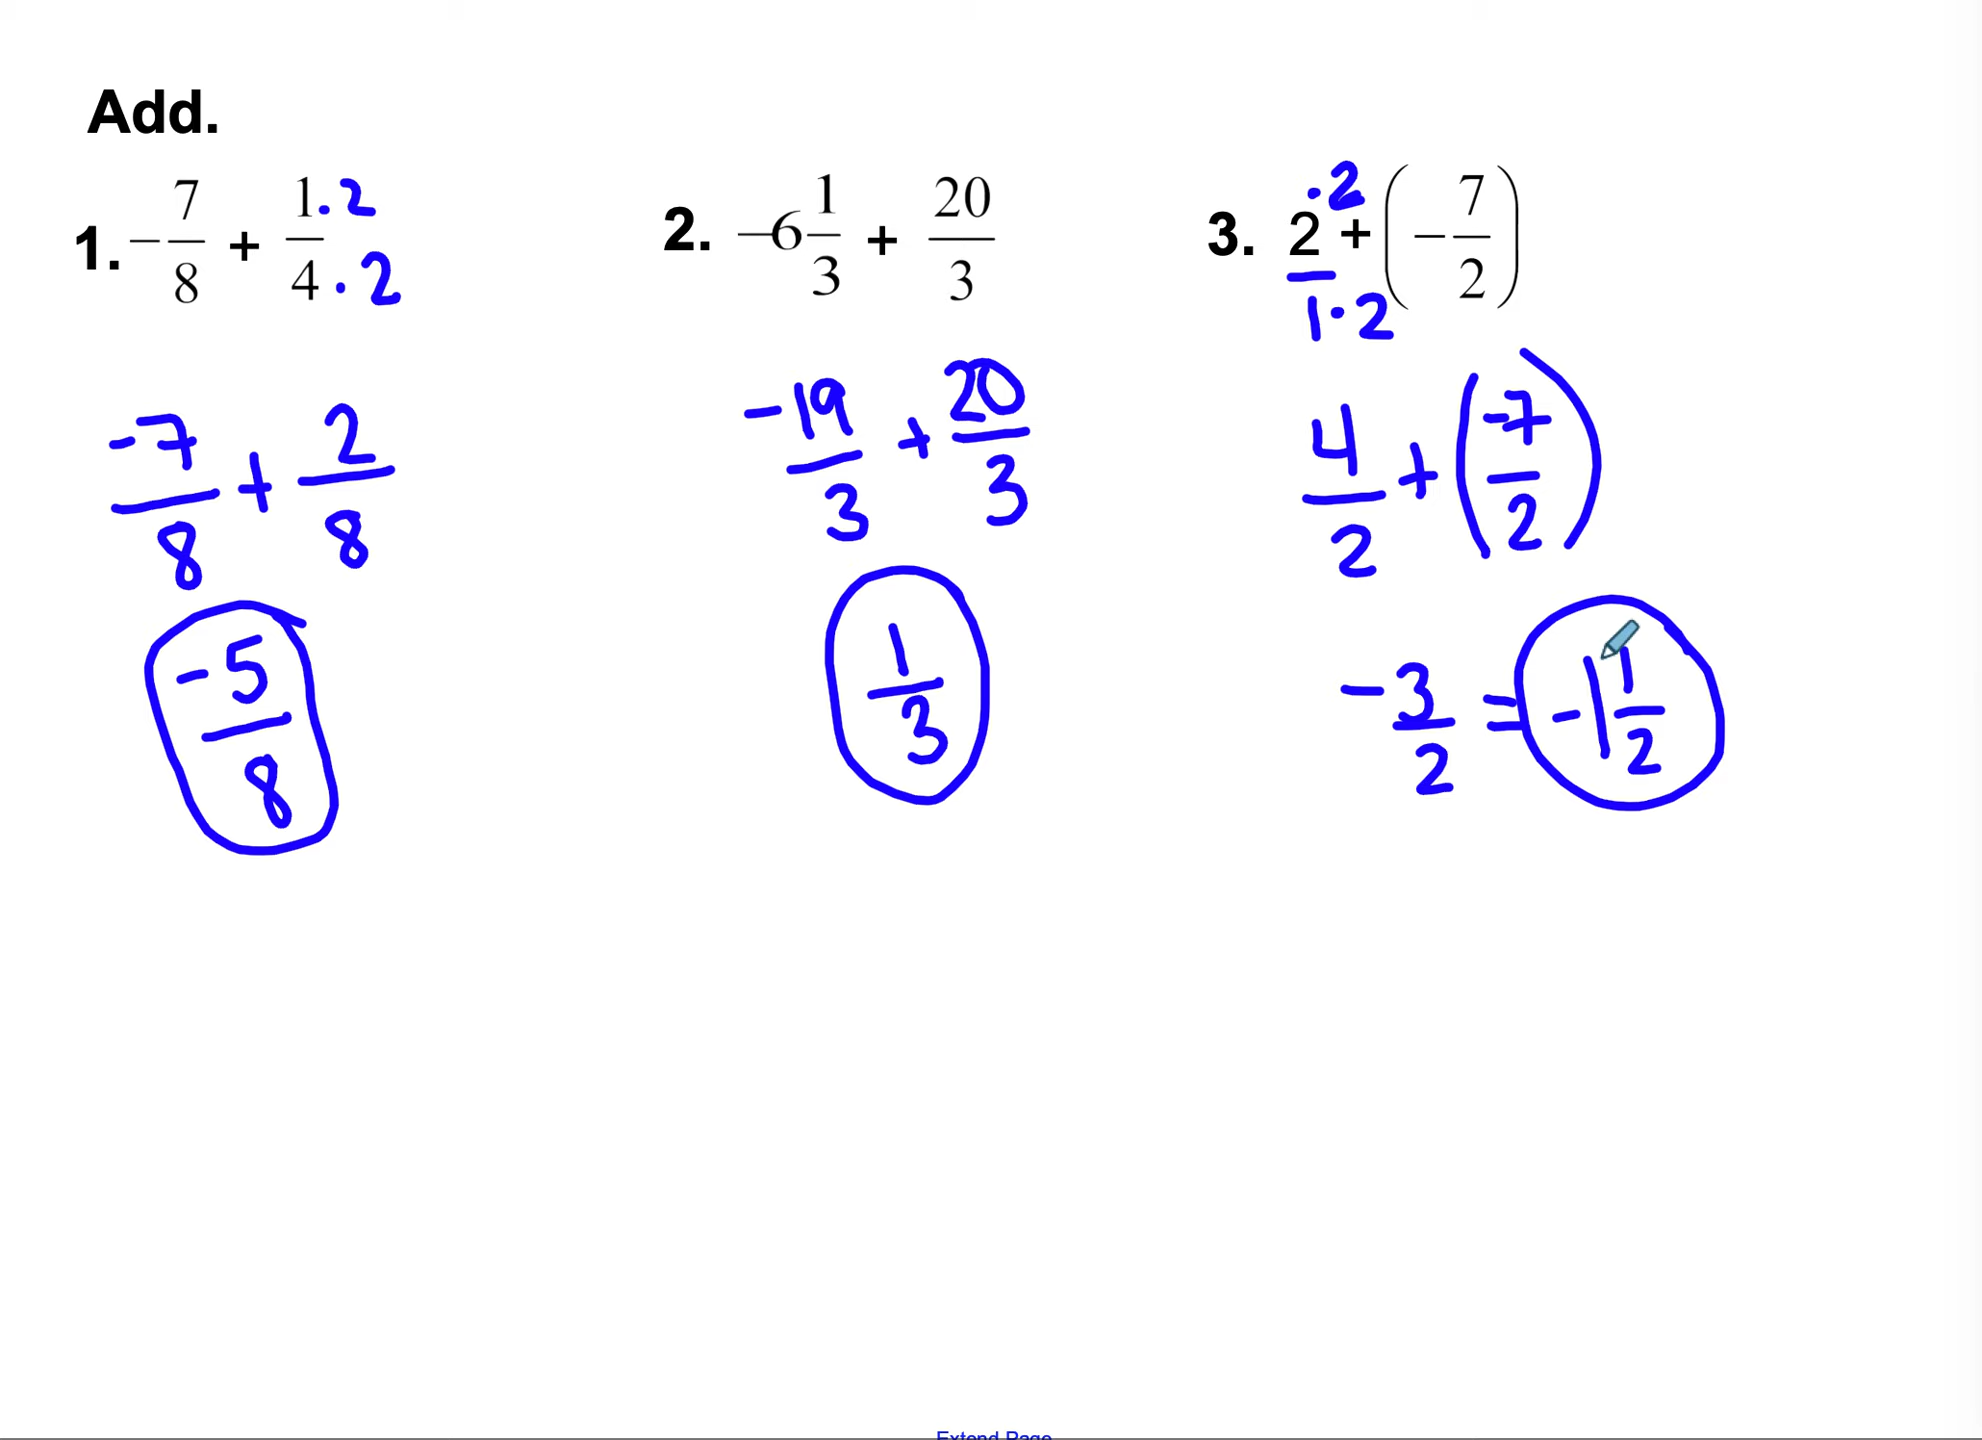 Add.
1. -7/8 + 1/4 ·2 ·2
-7/8 + 2/8
-5/8
2. -6 1/3 + 20/3
-19/3 + 20/3
1/3
3. 2·2/1·2 + (-7/2)
4/2 + (-7/2)
-3/2 = -1 1/2
Extend Page